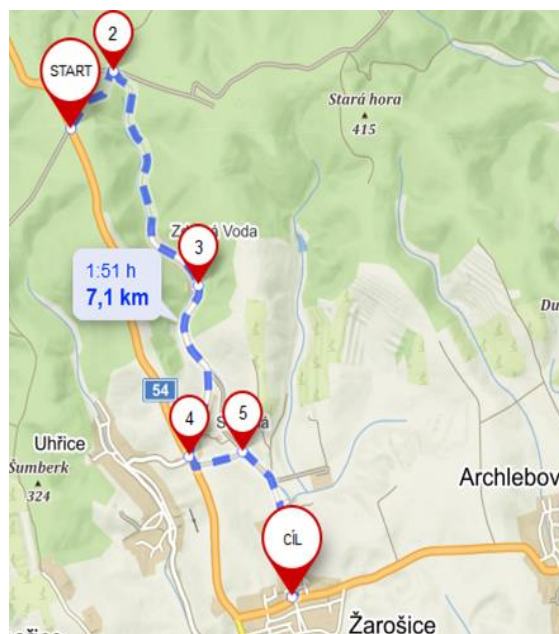 2
START
Stará hora
415
3
1:51 h
7,1 km
Du
54
4
5
Uhřice
Šumberk
324
Archlebov
CÍL
Žarošice